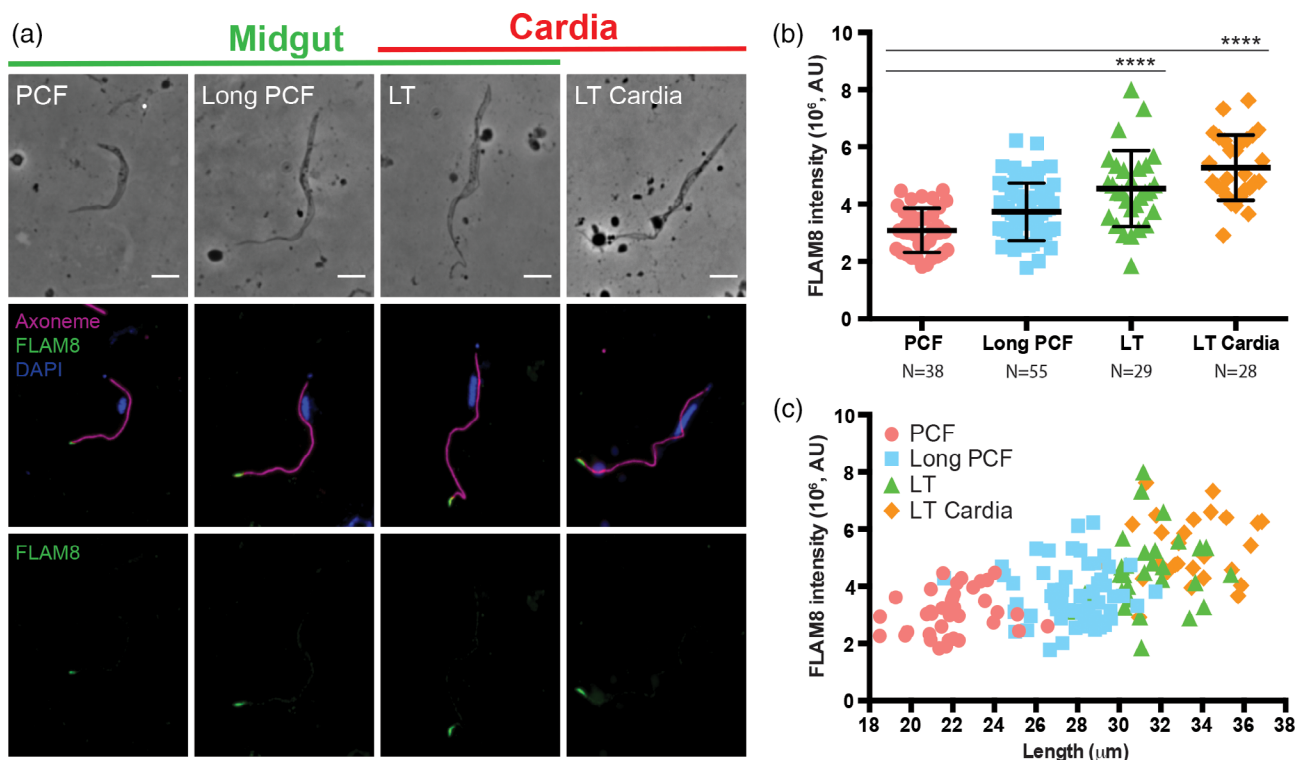 (a)
Midgut
Cardia
PCF
Long PCF
LT
LT Cardia
Axoneme
FLAM8
DAPI
FLAM8
(b)
FLAM8 intensity (10⁶, AU)
10
8
6
4
2
0
****
****
PCF
Long PCF
LT
LT Cardia
N=38
N=55
N=29
N=28
(c)
FLAM8 intensity (10⁶, AU)
10
8
6
4
2
0
PCF
Long PCF
LT
LT Cardia
18 20 22 24 26 28 30 32 34 36 38
Length (μm)